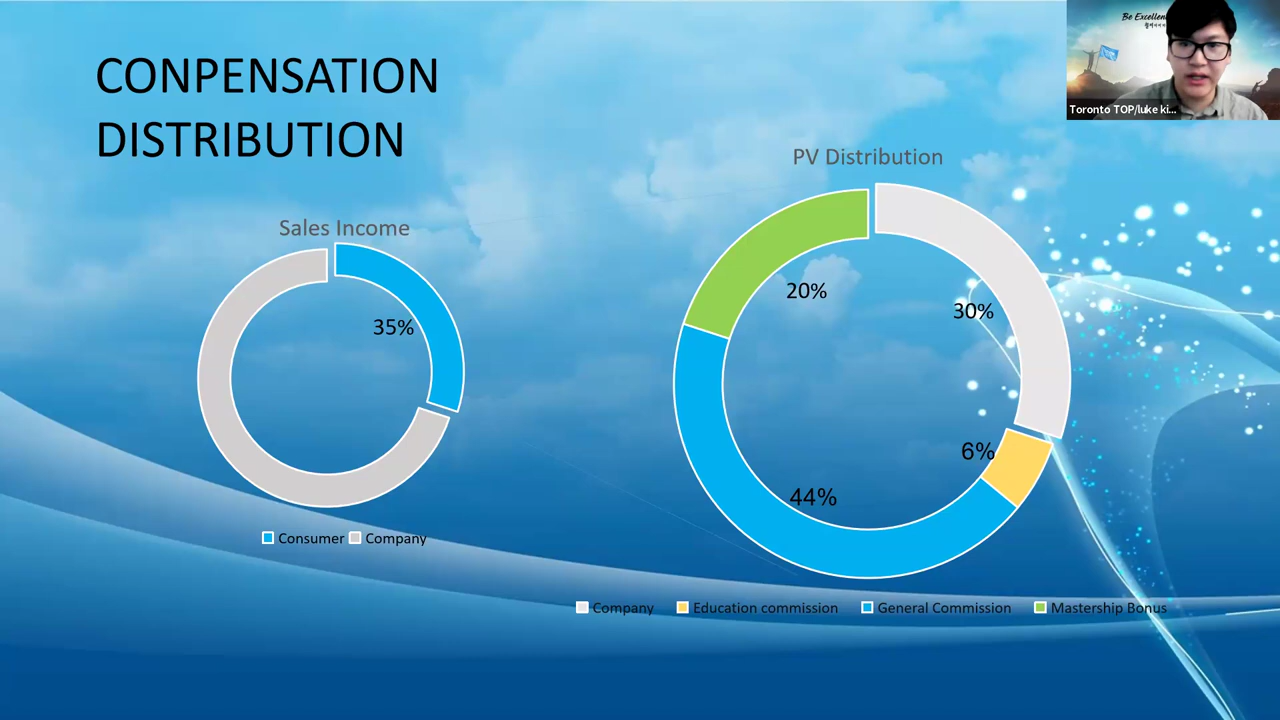 CONPENSATION
DISTRIBUTION
Be Excellen
Toronto TOP/luke ki...
PV Distribution
Sales Income
20%
30%
35%
6%
44%
Consumer Company
Company Education commission General Commission Mastership Bonus